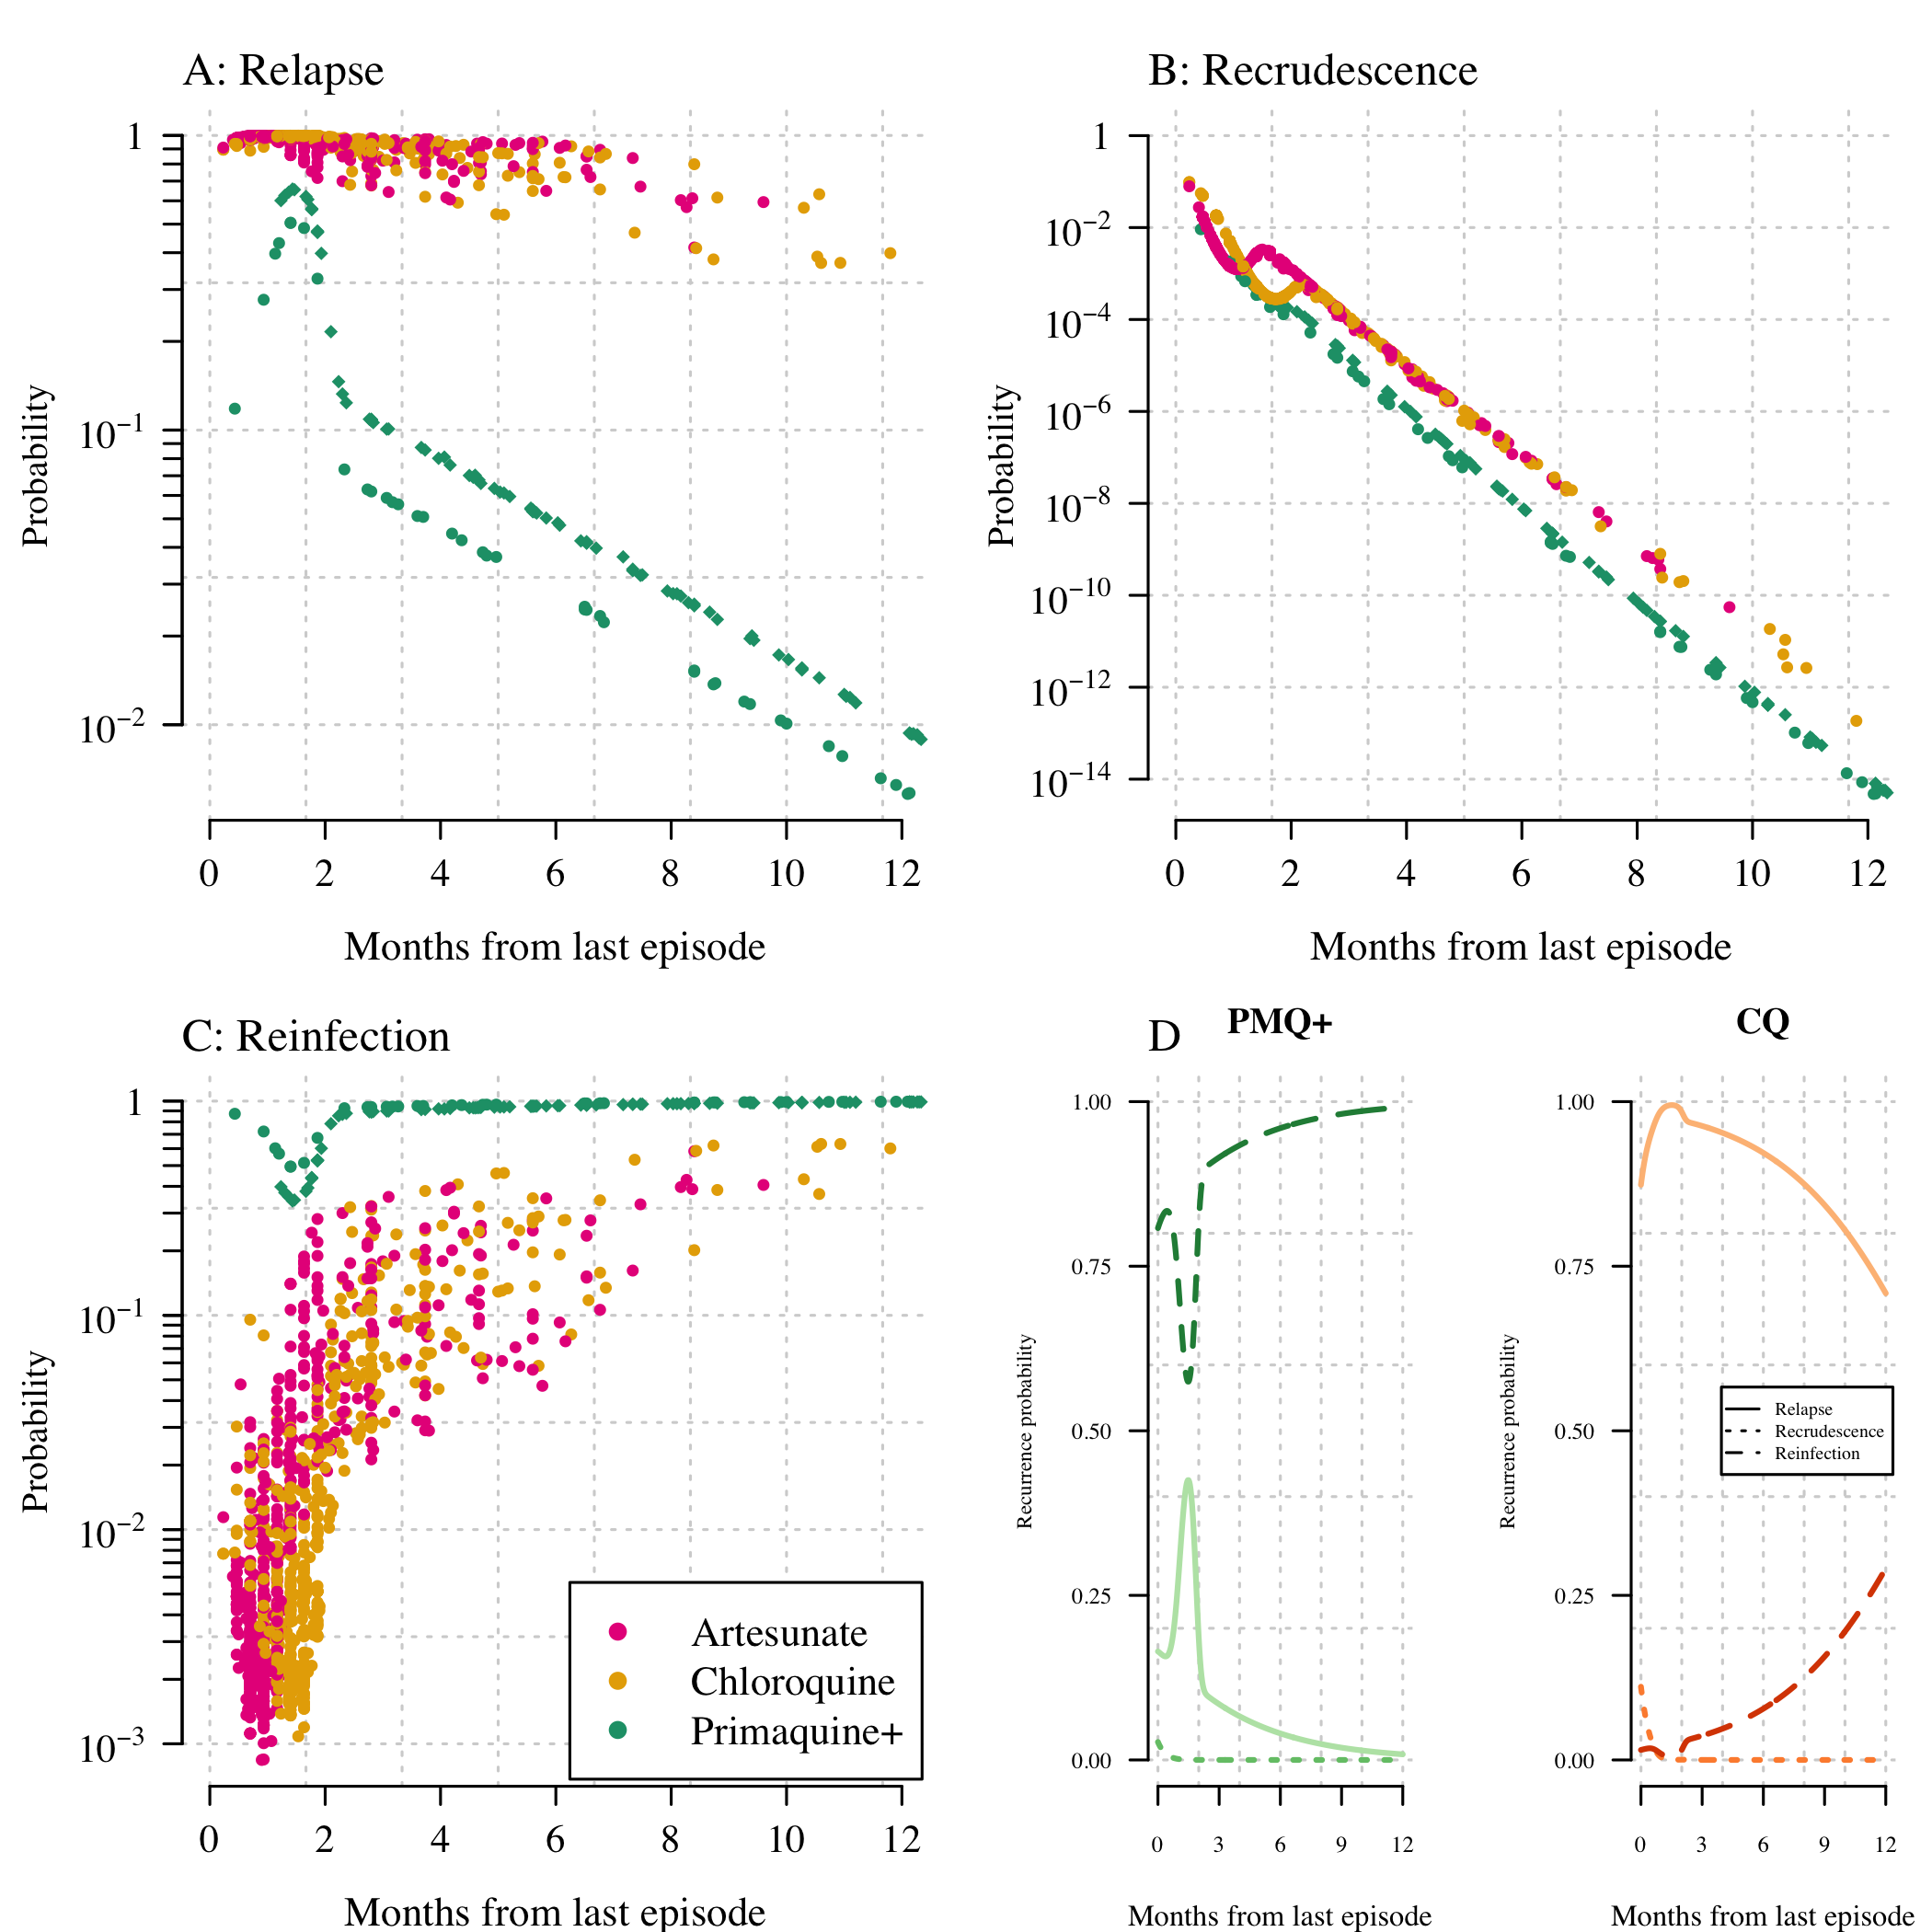 A: Relapse
1
10−1
10−2
Probability
0 2 4 6 8 10 12
Months from last episode
B: Recrudescence
1
10−2
10−4
10−6
10−8
10−10
10−12
10−14
Probability
0 2 4 6 8 10 12
Months from last episode
C: Reinfection
1
10−1
10−2
10−3
Probability
Artesunate
Chloroquine
Primaquine+
0 2 4 6 8 10 12
Months from last episode
D
PMQ+
1.00
0.75
0.50
0.25
0.00
Recurrence probability
0 3 6 9 12
Months from last episode
CQ
1.00
0.75
0.50
0.25
0.00
Recurrence probability
Relapse
Recrudescence
Reinfection
0 3 6 9 12
Months from last episode